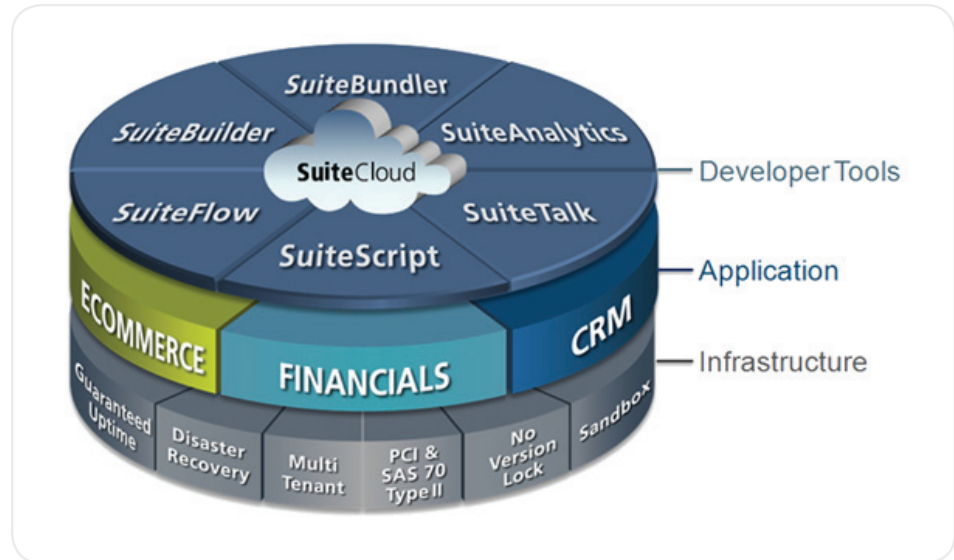 SuiteBundler
SuiteBuilder
SuiteAnalytics
SuiteCloud
SuiteFlow
SuiteTalk
SuiteScript
Developer Tools
Application
Infrastructure
ECOMMERCE
FINANCIALS
CRM
Guaranteed
Uptime
Disaster
Recovery
Multi
Tenant
PCI &
SAS 70
Type II
No
Version
Lock
Sandbox